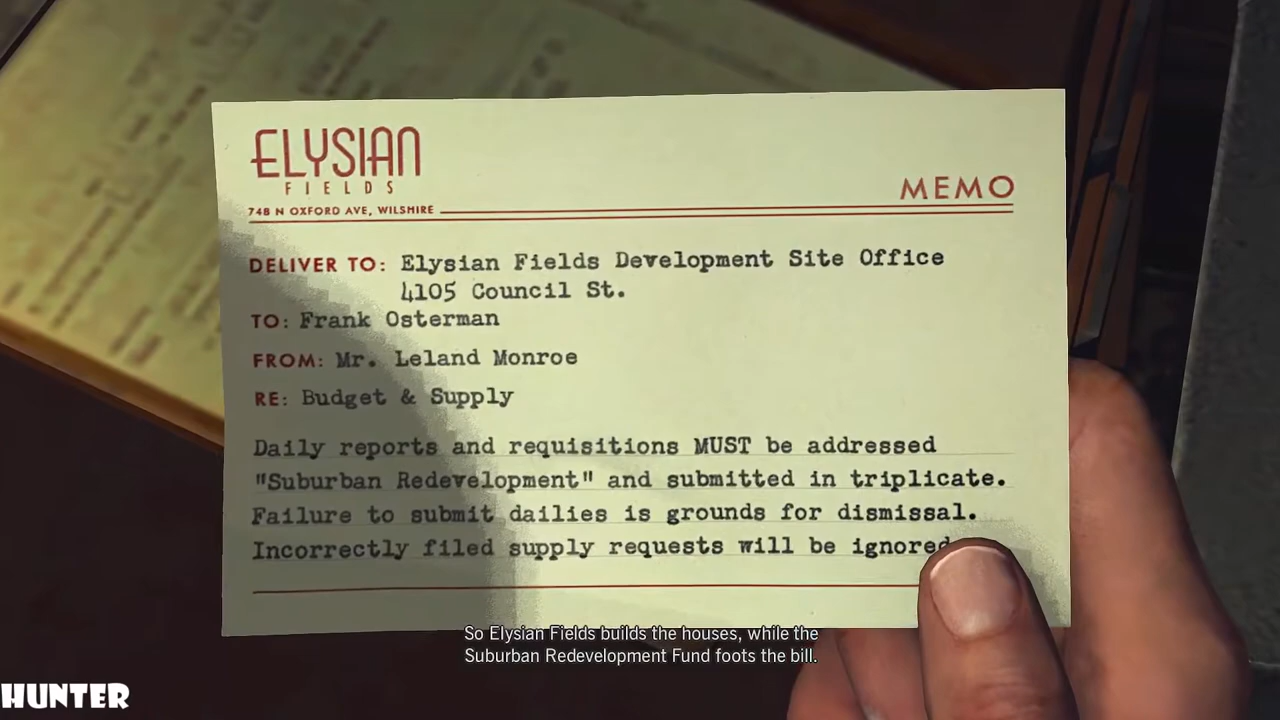 ELYSIAN
FIELDS
748 N OXFORD AVE, WILSHIRE
MEMO
DELIVER TO: Elysian Fields Development Site Office
4105 Council St.
TO: Frank Osterman
FROM: Mr. Leland Monroe
RE: Budget & Supply
Daily reports and requisitions MUST be addressed
"Suburban Redevelopment" and submitted in triplicate.
Failure to submit dailies is grounds for dismissal.
Incorrectly filed supply requests will be ignored
So Elysian Fields builds the houses, while the
Suburban Redevelopment Fund foots the bill.
HUNTER